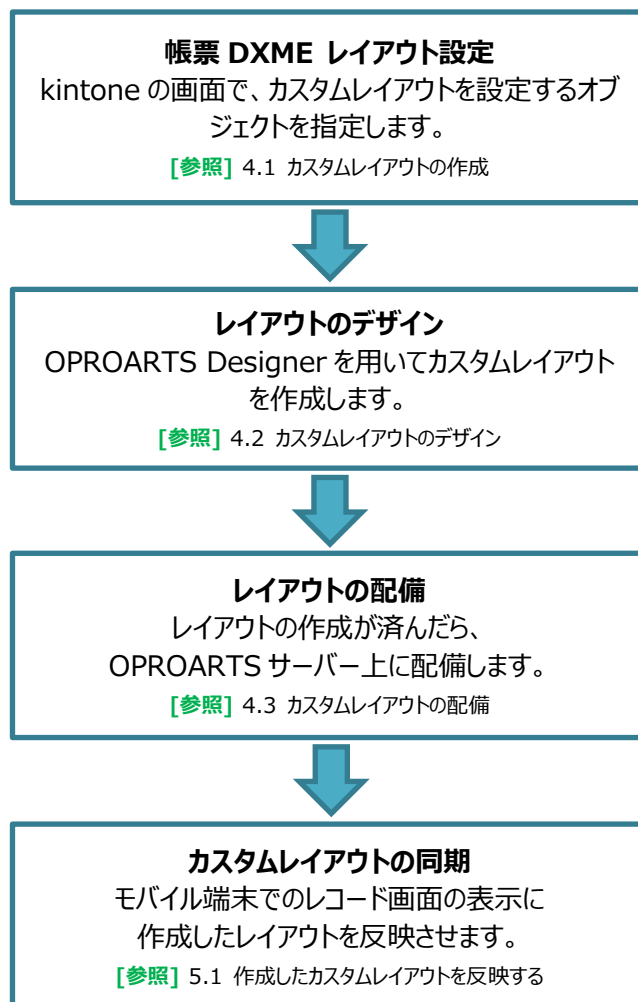 帳票 DXME レイアウト設定
kintone の画面で、カスタムレイアウトを設定するオブ
ジェクトを指定します。
[参照] 4.1 カスタムレイアウトの作成
レイアウトのデザイン
OPROARTS Designer を用いてカスタムレイアウト
を作成します。
[参照] 4.2 カスタムレイアウトのデザイン
レイアウトの配備
レイアウトの作成が済んだら、
OPROARTS サーバー上に配備します。
[参照] 4.3 カスタムレイアウトの配備
カスタムレイアウトの同期
モバイル端末でのレコード画面の表示に
作成したレイアウトを反映させます。
[参照] 5.1 作成したカスタムレイアウトを反映する